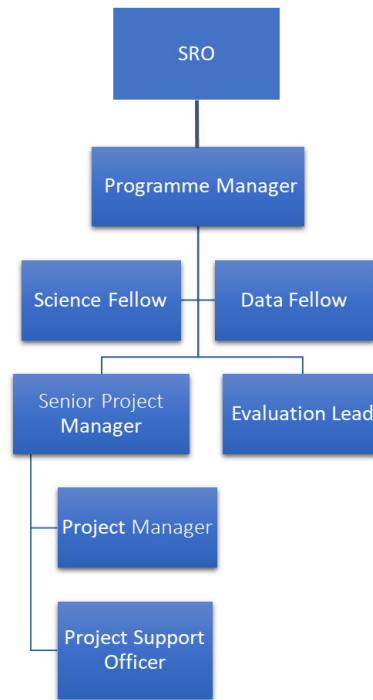 SRO
Programme Manager
Science Fellow
Data Fellow
Senior Project
Manager
Evaluation Lead
Project Manager
Project Support
Officer